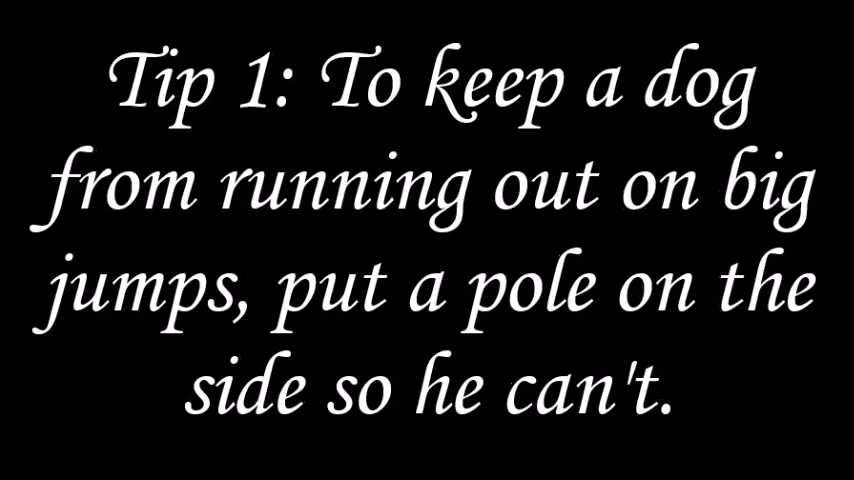 Tip 1: To keep a dog
from running out on big
jumps, put a pole on the
side so he can't.